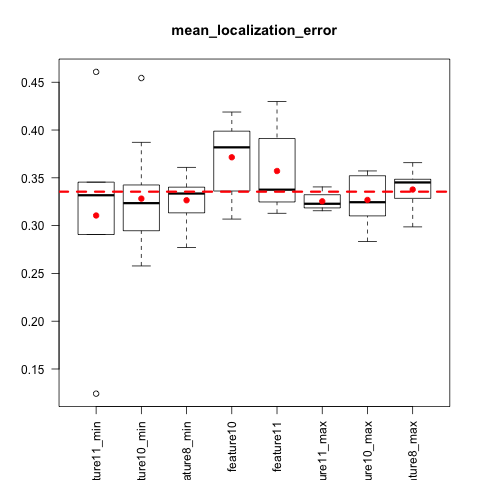 mean_localization_error
0.45
0.40
0.35
0.30
0.25
0.20
0.15
ture11_min
ture10_min
ature8_min
feature10
feature11
ture11_max
ture10_max
ture8_max